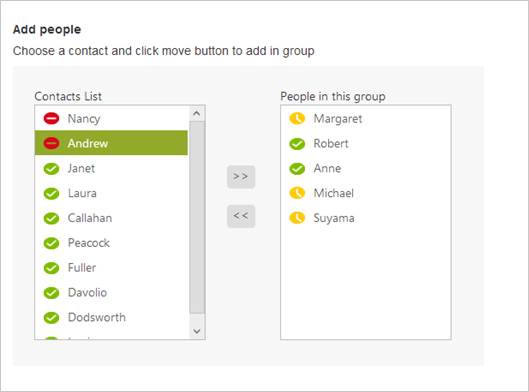 Add people
Choose a contact and click move button to add in group
Contacts List
Nancy
Andrew
Janet
Laura
Callahan
Peacock
Fuller
Davolio
Dodsworth
>>
<<
People in this group
Margaret
Robert
Anne
Michael
Suyama